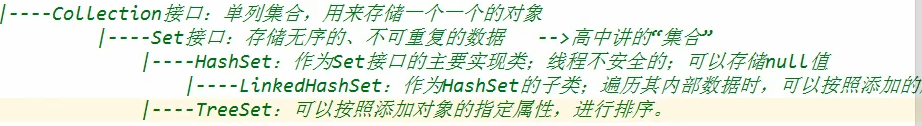 |----Collection接口：单列集合，用来存储一个一个的对象
|----Set接口：存储无序的、不可重复的数据 -->高中讲的“集合”
|----HashSet：作为Set接口的主要实现类；线程不安全的；可以存储null值
|----LinkedHashSet：作为HashSet的子类；遍历其内部数据时，可以按照添加的
|----TreeSet：可以按照添加对象的指定属性，进行排序。